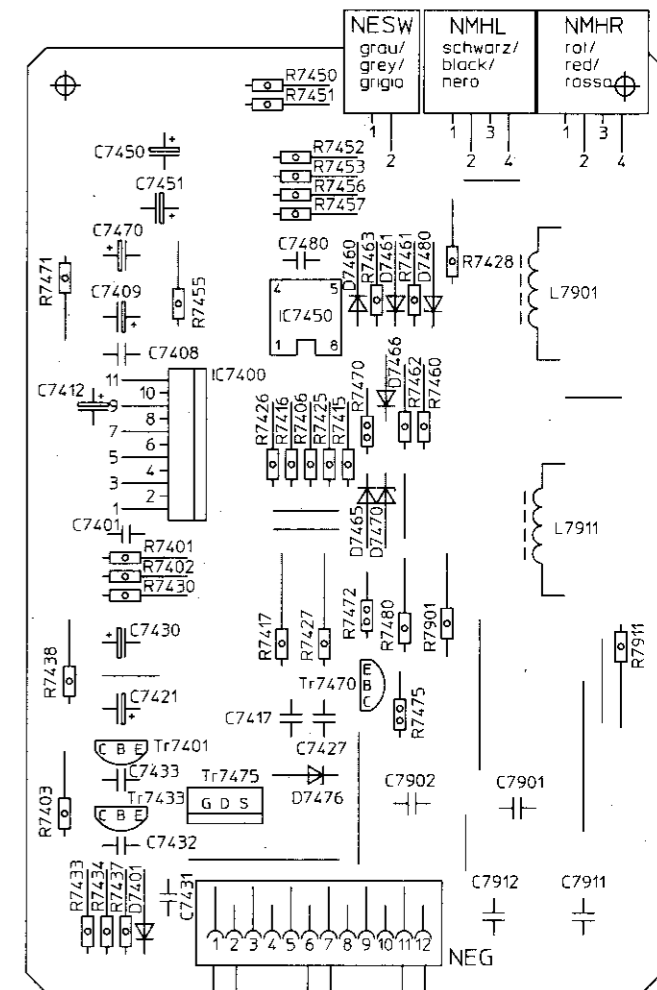 NESW
grau/
grey/
grigio
NMHL
schwarz/
black/
nero
NMHR
rot/
red/
rosso
1
2
1
2
3
4
1
2
3
4
R7450
R7451
C7450
C7451
R7452
R7453
R7456
R7457
C7470
C7480
R7471
C7409
R7455
4 5
IC7450
1 8
D7460
R7463
D7461
R7461
D7480
R7428
L7901
C7408
C7412
IC7400
11
10
9
8
7
6
5
4
3
2
1
R7426
R7416
R7406
R7425
R7415
R7470
D7466
R7462
R7460
D7465
D7470
L7911
C7401
R7401
R7402
R7430
R7438
C7430
C7421
R7417
R7427
R7472
R7480
R7901
R7911
Tr7470
E
B
C
R7475
C7417
C7427
Tr7401
C B E
C7433
Tr7475
G D S
D7476
C7902
C7901
R7403
Tr7433
C B E
C7432
R7433
R7434
R7437
D7401
C7431
C7912
C7911
1 2 3 4 5 6 7 8 9 10 11 12
NEG